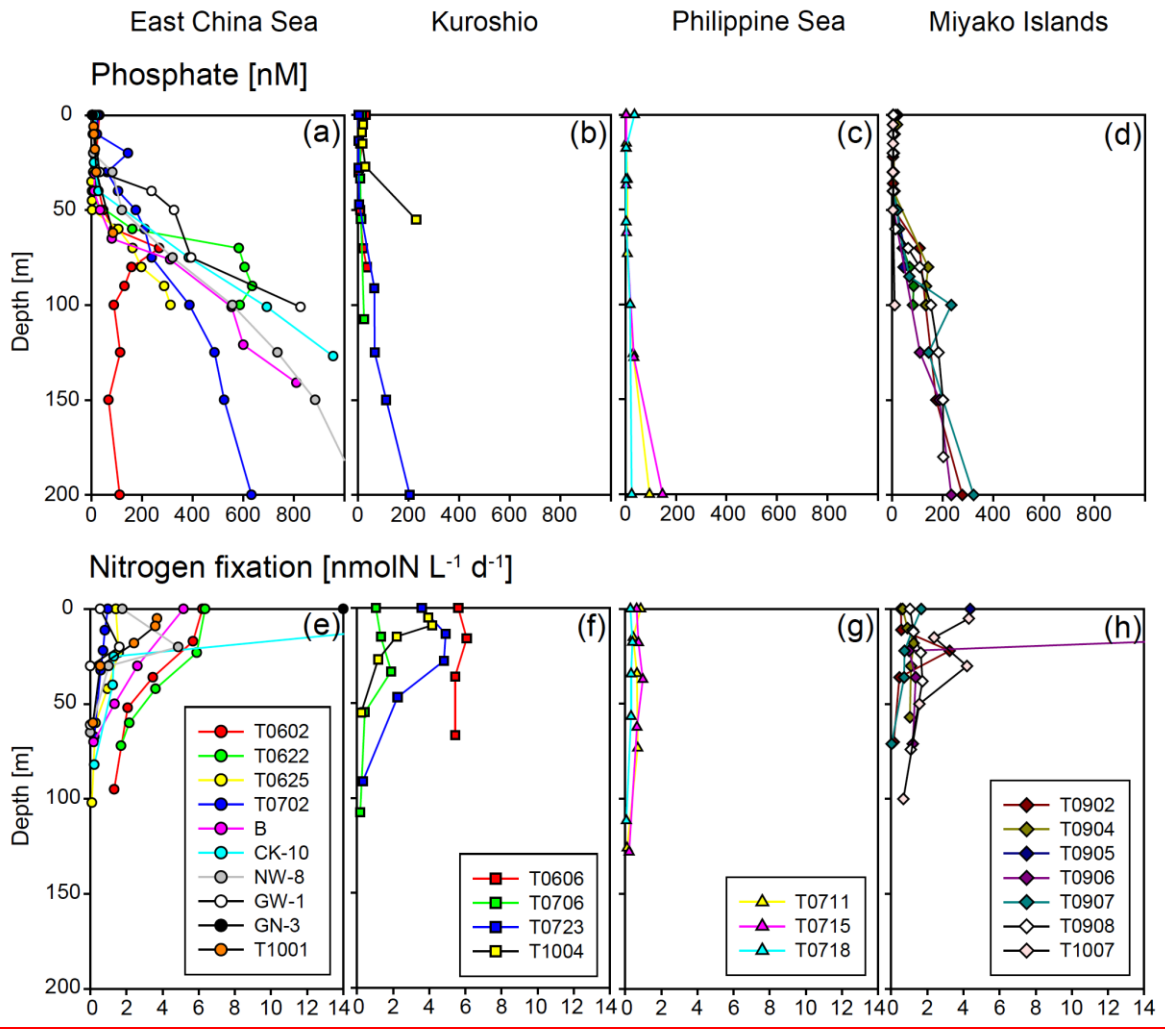 East China Sea Kuroshio Philippine Sea Miyako Islands
Phosphate [nM]
(a) (b) (c) (d)
Depth [m]
0
50
100
150
200
0 200 400 600 800
0 200 400 600 800
0 200 400 600 800
0 200 400 600 800
Nitrogen fixation [nmolN L⁻¹ d⁻¹]
(e) (f) (g) (h)
Depth [m]
0
50
100
150
200
T0602
T0622
T0625
T0702
B
CK-10
NW-8
GW-1
GN-3
T1001
T0606
T0706
T0723
T1004
T0711
T0715
T0718
T0902
T0904
T0905
T0906
T0907
T0908
T1007
0 2 4 6 8 10 12 14
0 2 4 6 8 10 12 14
0 2 4 6 8 10 12 14
0 2 4 6 8 10 12 14